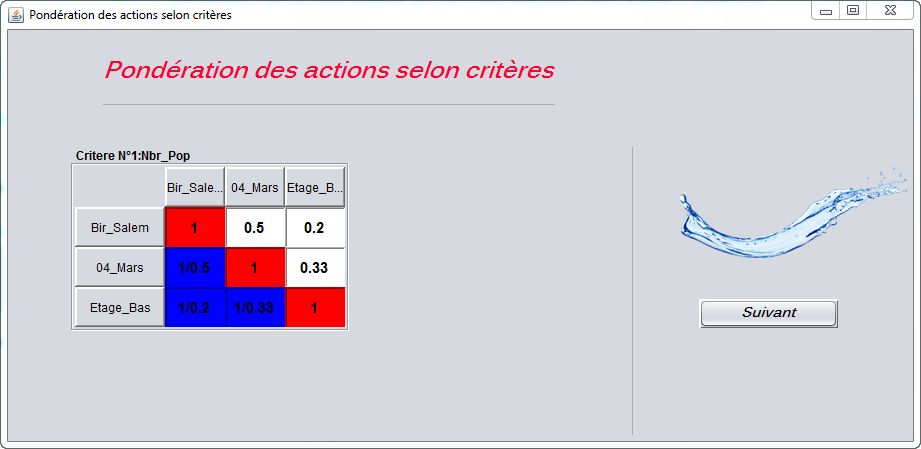 Pondération des actions selon critères
Pondération des actions selon critères
Critere N°1:Nbr_Pop
Bir_Sale... 04_Mars Etage_B...
Bir_Salem 1 0.5 0.2
04_Mars 1/0.5 1 0.33
Etage_Bas 1/0.2 1/0.33 1
Suivant